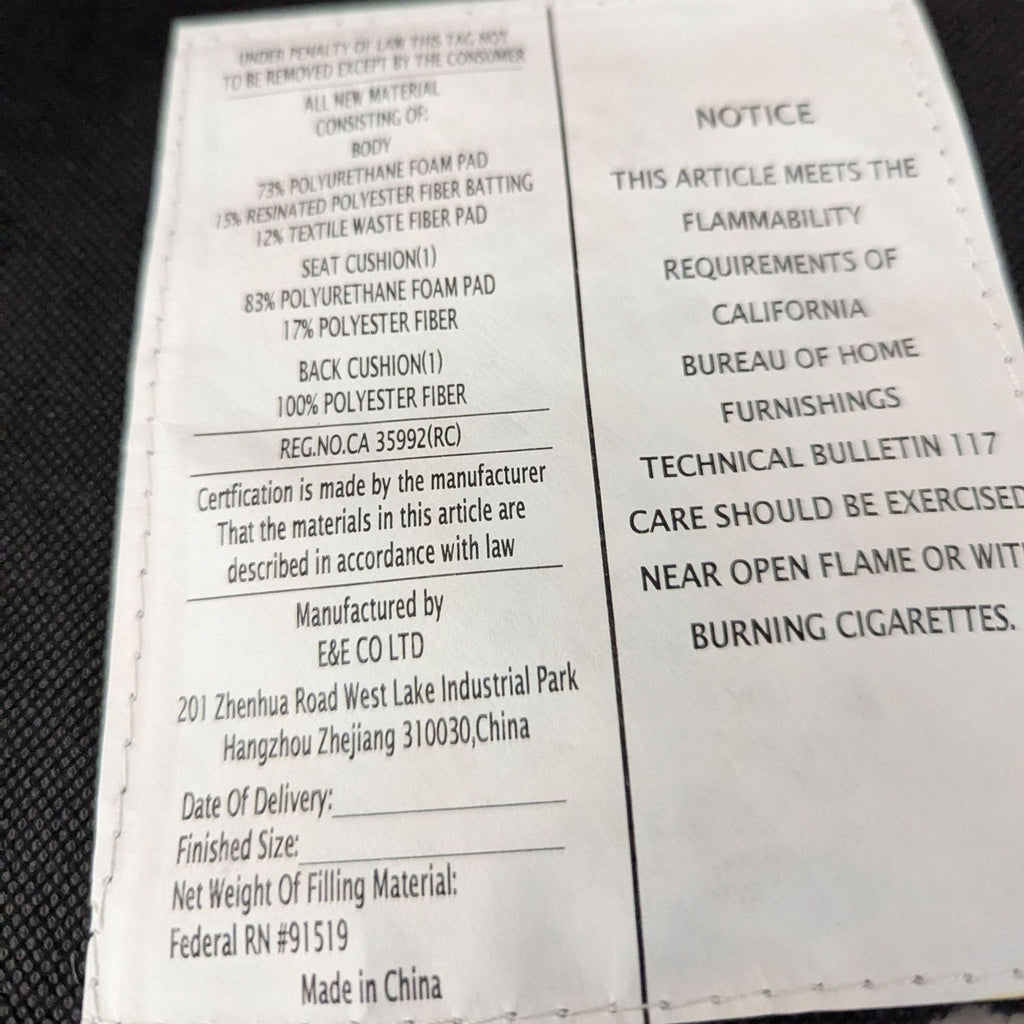 UNDER PENALTY OF LAW THIS TAG NOT
TO BE REMOVED EXCEPT BY THE CONSUMER
ALL NEW MATERIAL
CONSISTING OF:
BODY
73% POLYURETHANE FOAM PAD
15% RESINATED POLYESTER FIBER BATTING
12% TEXTILE WASTE FIBER PAD
SEAT CUSHION(1)
83% POLYURETHANE FOAM PAD
17% POLYESTER FIBER
BACK CUSHION(1)
100% POLYESTER FIBER
REG.NO.CA 35992(RC)
Certfication is made by the manufacturer
That the materials in this article are
described in accordance with law
Manufactured by
E&E CO LTD
201 Zhenhua Road West Lake Industrial Park
Hangzhou Zhejiang 310030,China
Date Of Delivery:
Finished Size:
Net Weight Of Filling Material:
Federal RN #91519
Made in China
NOTICE
THIS ARTICLE MEETS THE
FLAMMABILITY
REQUIREMENTS OF
CALIFORNIA
BUREAU OF HOME
FURNISHINGS
TECHNICAL BULLETIN 117
CARE SHOULD BE EXERCISED
NEAR OPEN FLAME OR WIT
BURNING CIGARETTES.